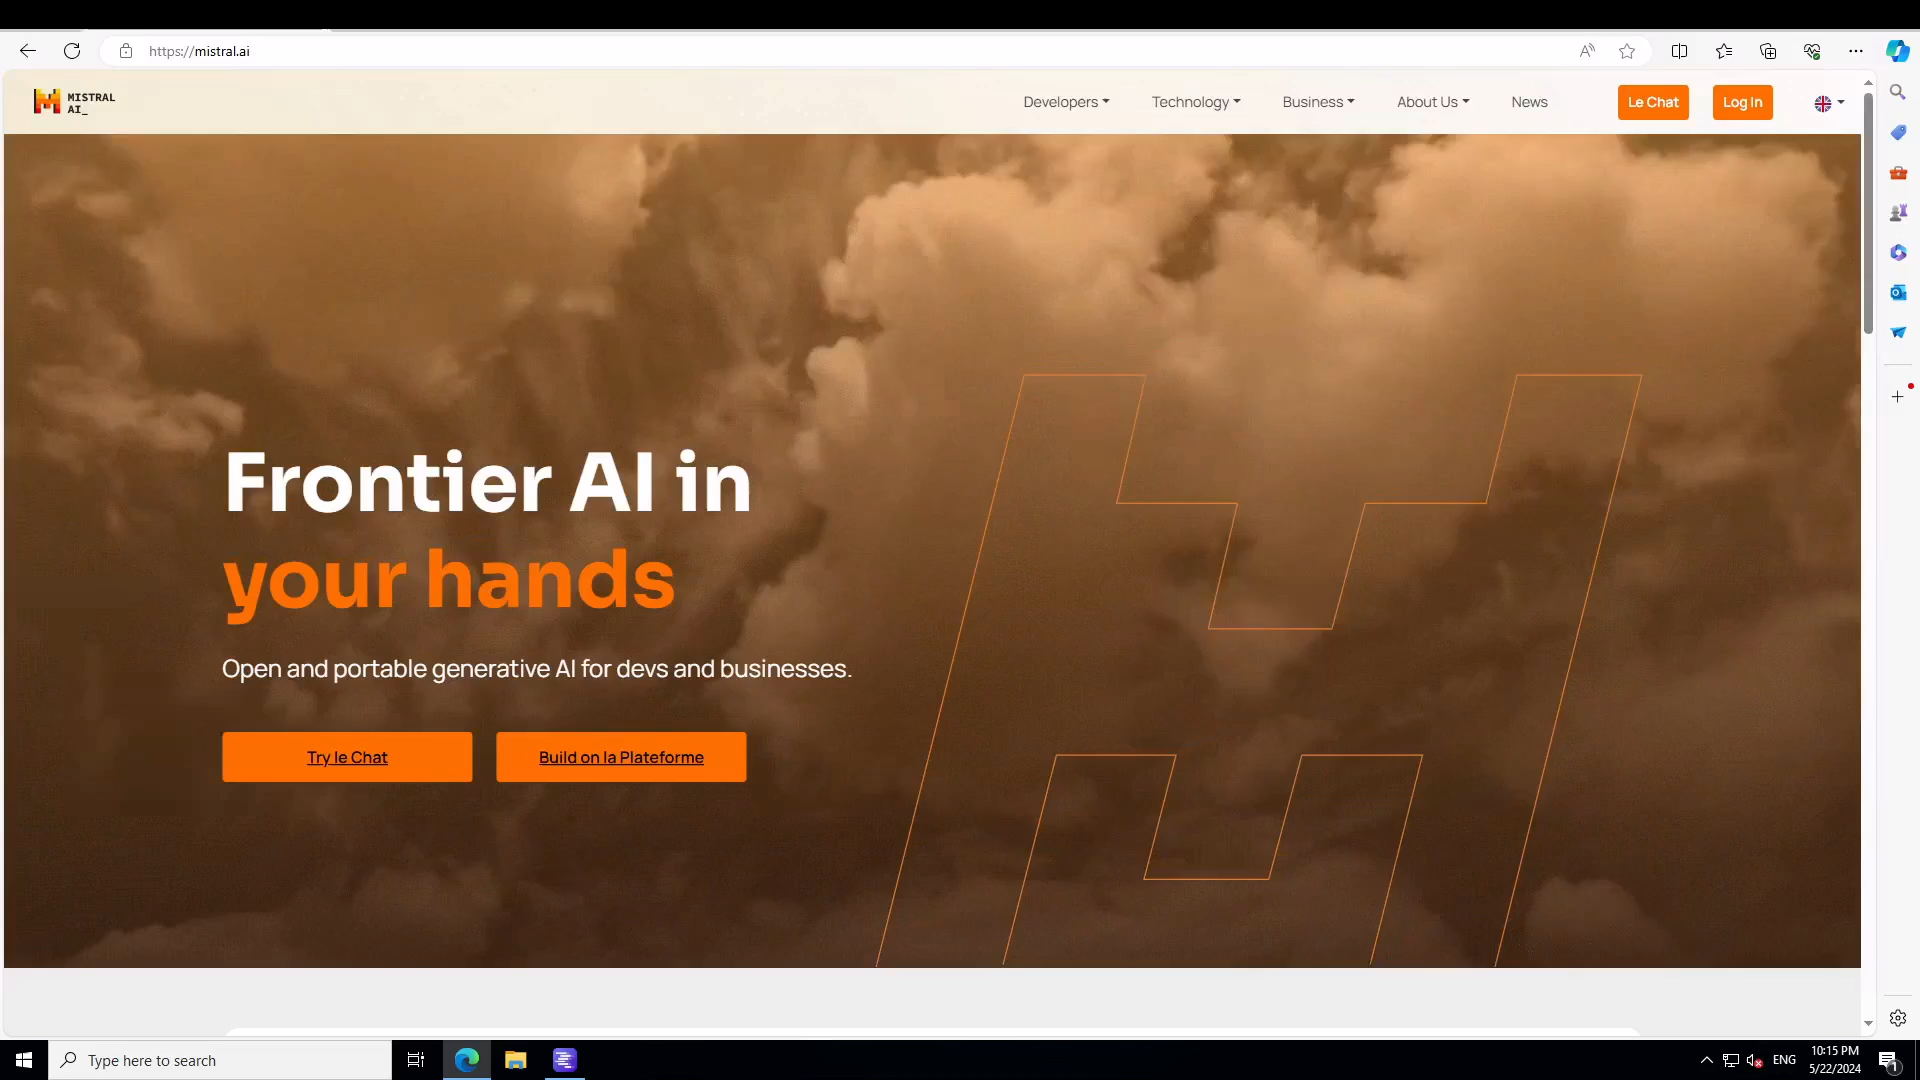 https://mistral.ai
MISTRAL
AI_
Developers
Technology
Business
About Us
News
Le Chat
Log In
Frontier AI in
your hands
Open and portable generative AI for devs and businesses.
Try le Chat
Build on la Plateforme
Type here to search
ENG
10:15 PM
5/22/2024
1